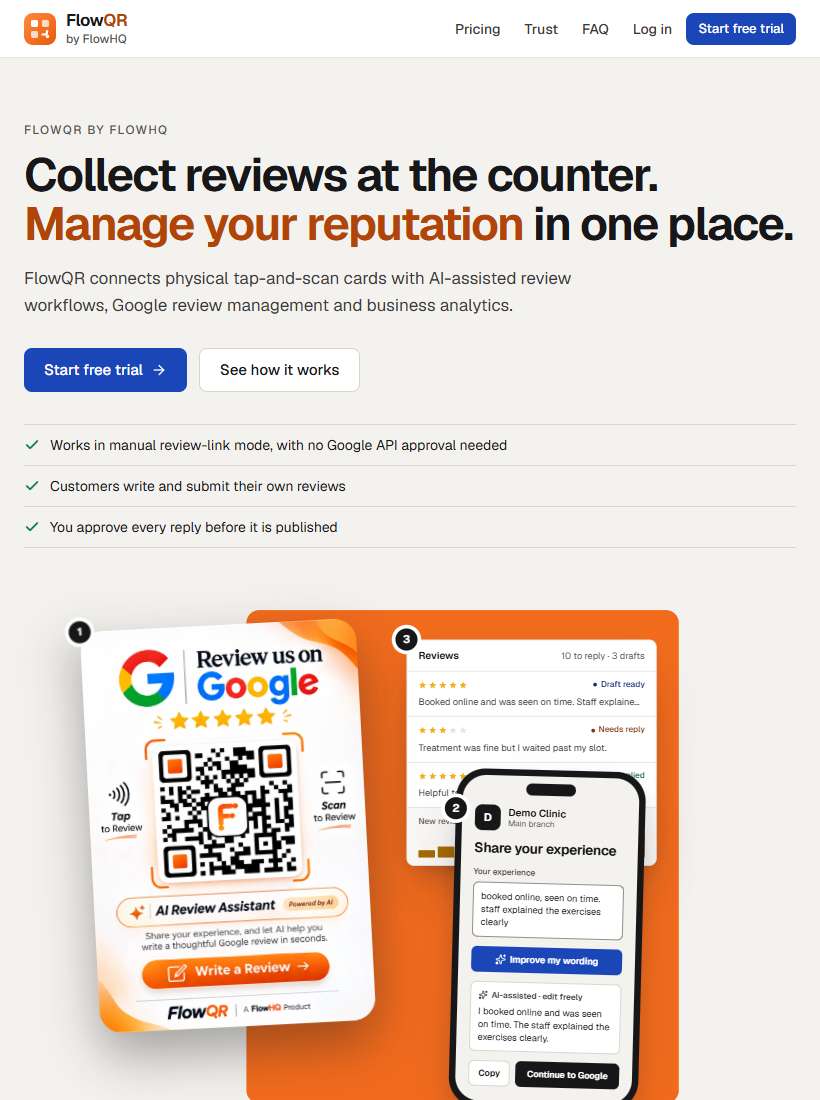 FlowQR
by FlowHQ
Pricing
Trust
FAQ
Log in
Start free trial
FLOWQR BY FLOWHQ
Collect reviews at the counter.
Manage your reputation in one place.
FlowQR connects physical tap-and-scan cards with AI-assisted review
workflows, Google review management and business analytics.
Start free trial →
See how it works
Works in manual review-link mode, with no Google API approval needed
Customers write and submit their own reviews
You approve every reply before it is published
1
G
Review us on
Google
Tap
to Review
F
Scan
to Review
AI Review Assistant
Powered by AI
Share your experience, and let AI help you
write a thoughtful Google review in seconds.
Write a Review →
FlowQR
A FlowHQ Product
3
Reviews
10 to reply · 3 drafts
Draft ready
Booked online and was seen on time. Staff explaine...
Needs reply
Treatment was fine but I waited past my slot.
Helpful
2
D
Demo Clinic
Main branch
Share your experience
Your experience
booked online, seen on time.
staff explained the exercises
clearly
Improve my wording
AI-assisted · edit freely
I booked online and was seen
on time. The staff explained the
exercises clearly.
Copy
Continue to Google